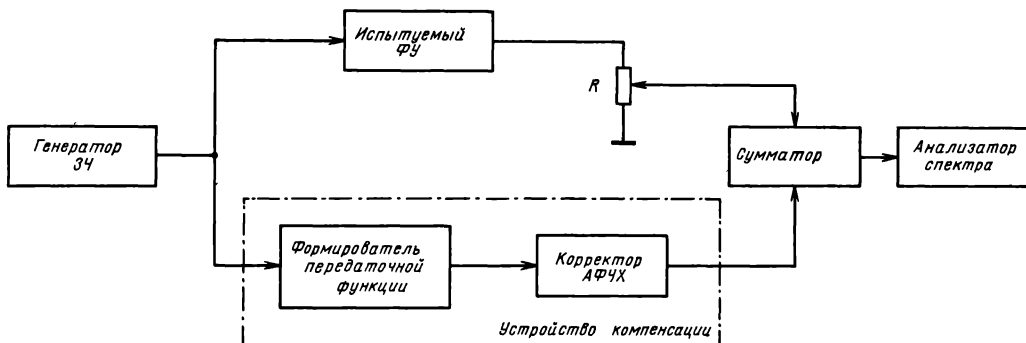 Испытуемый
ФУ
R
Генератор
ЗЧ
Сумматор
Анализатор
спектра
Формирователь
передаточной
функции
Корректор
АФЧХ
Устройство компенсации